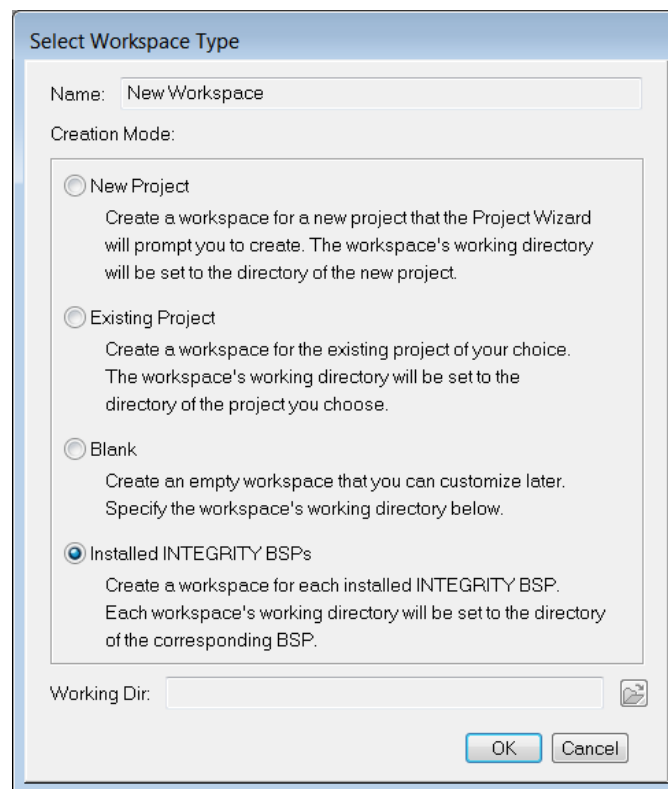 Select Workspace Type
Name: New Workspace
Creation Mode:
New Project
Create a workspace for a new project that the Project Wizard
will prompt you to create. The workspace's working directory
will be set to the directory of the new project.
Existing Project
Create a workspace for the existing project of your choice.
The workspace's working directory will be set to the
directory of the project you choose.
Blank
Create an empty workspace that you can customize later.
Specify the workspace's working directory below.
Installed INTEGRITY BSPs
Create a workspace for each installed INTEGRITY BSP.
Each workspace's working directory will be set to the directory
of the corresponding BSP.
Working Dir:
OK Cancel